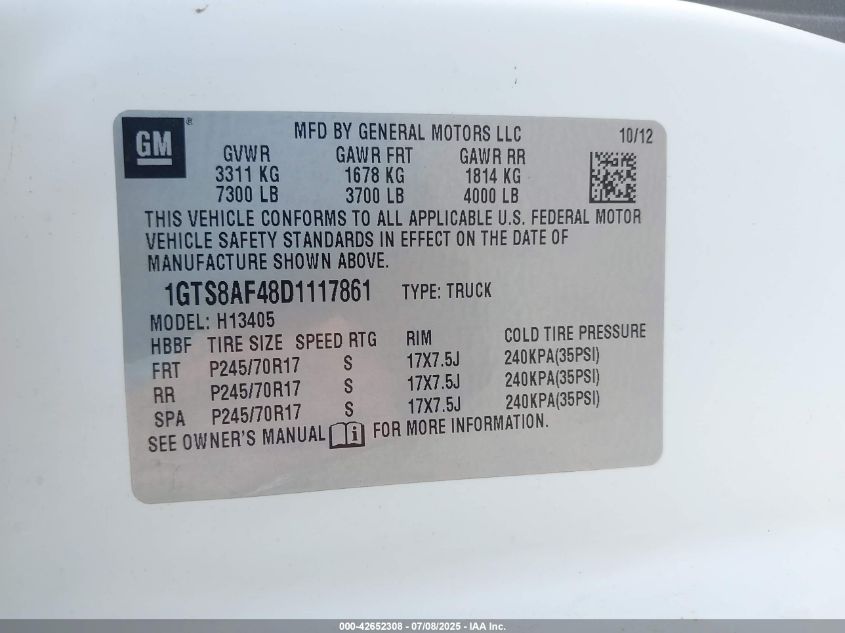 GM ® MFD BY GENERAL MOTORS LLC 10/12
GVWR GAWR FRT GAWR RR
3311 KG 1678 KG 1814 KG
7300 LB 3700 LB 4000 LB
THIS VEHICLE CONFORMS TO ALL APPLICABLE U.S. FEDERAL MOTOR
VEHICLE SAFETY STANDARDS IN EFFECT ON THE DATE OF
MANUFACTURE SHOWN ABOVE.
1GTS8AF48D1117861 TYPE: TRUCK
MODEL: H13405
HBBF TIRE SIZE SPEED RTG RIM COLD TIRE PRESSURE
FRT P245/70R17 S 17X7.5J 240KPA(35PSI)
RR P245/70R17 S 17X7.5J 240KPA(35PSI)
SPA P245/70R17 S 17X7.5J 240KPA(35PSI)
SEE OWNER'S MANUAL i FOR MORE INFORMATION.
000-42652308 - 07/08/2025 - IAA Inc.